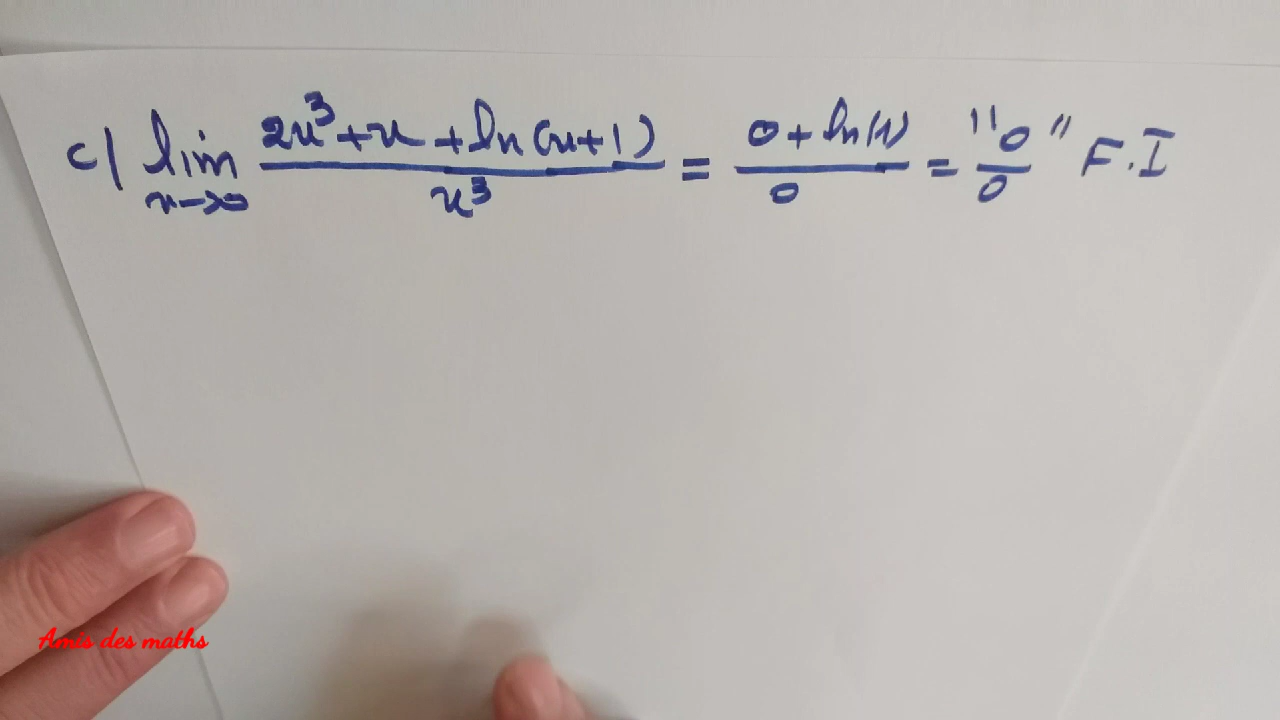 c/ lim x→0 (2x³+x+ln(x+1))/x³ = (0+ln(1))/0 = "0/0" F.I
Amis des maths